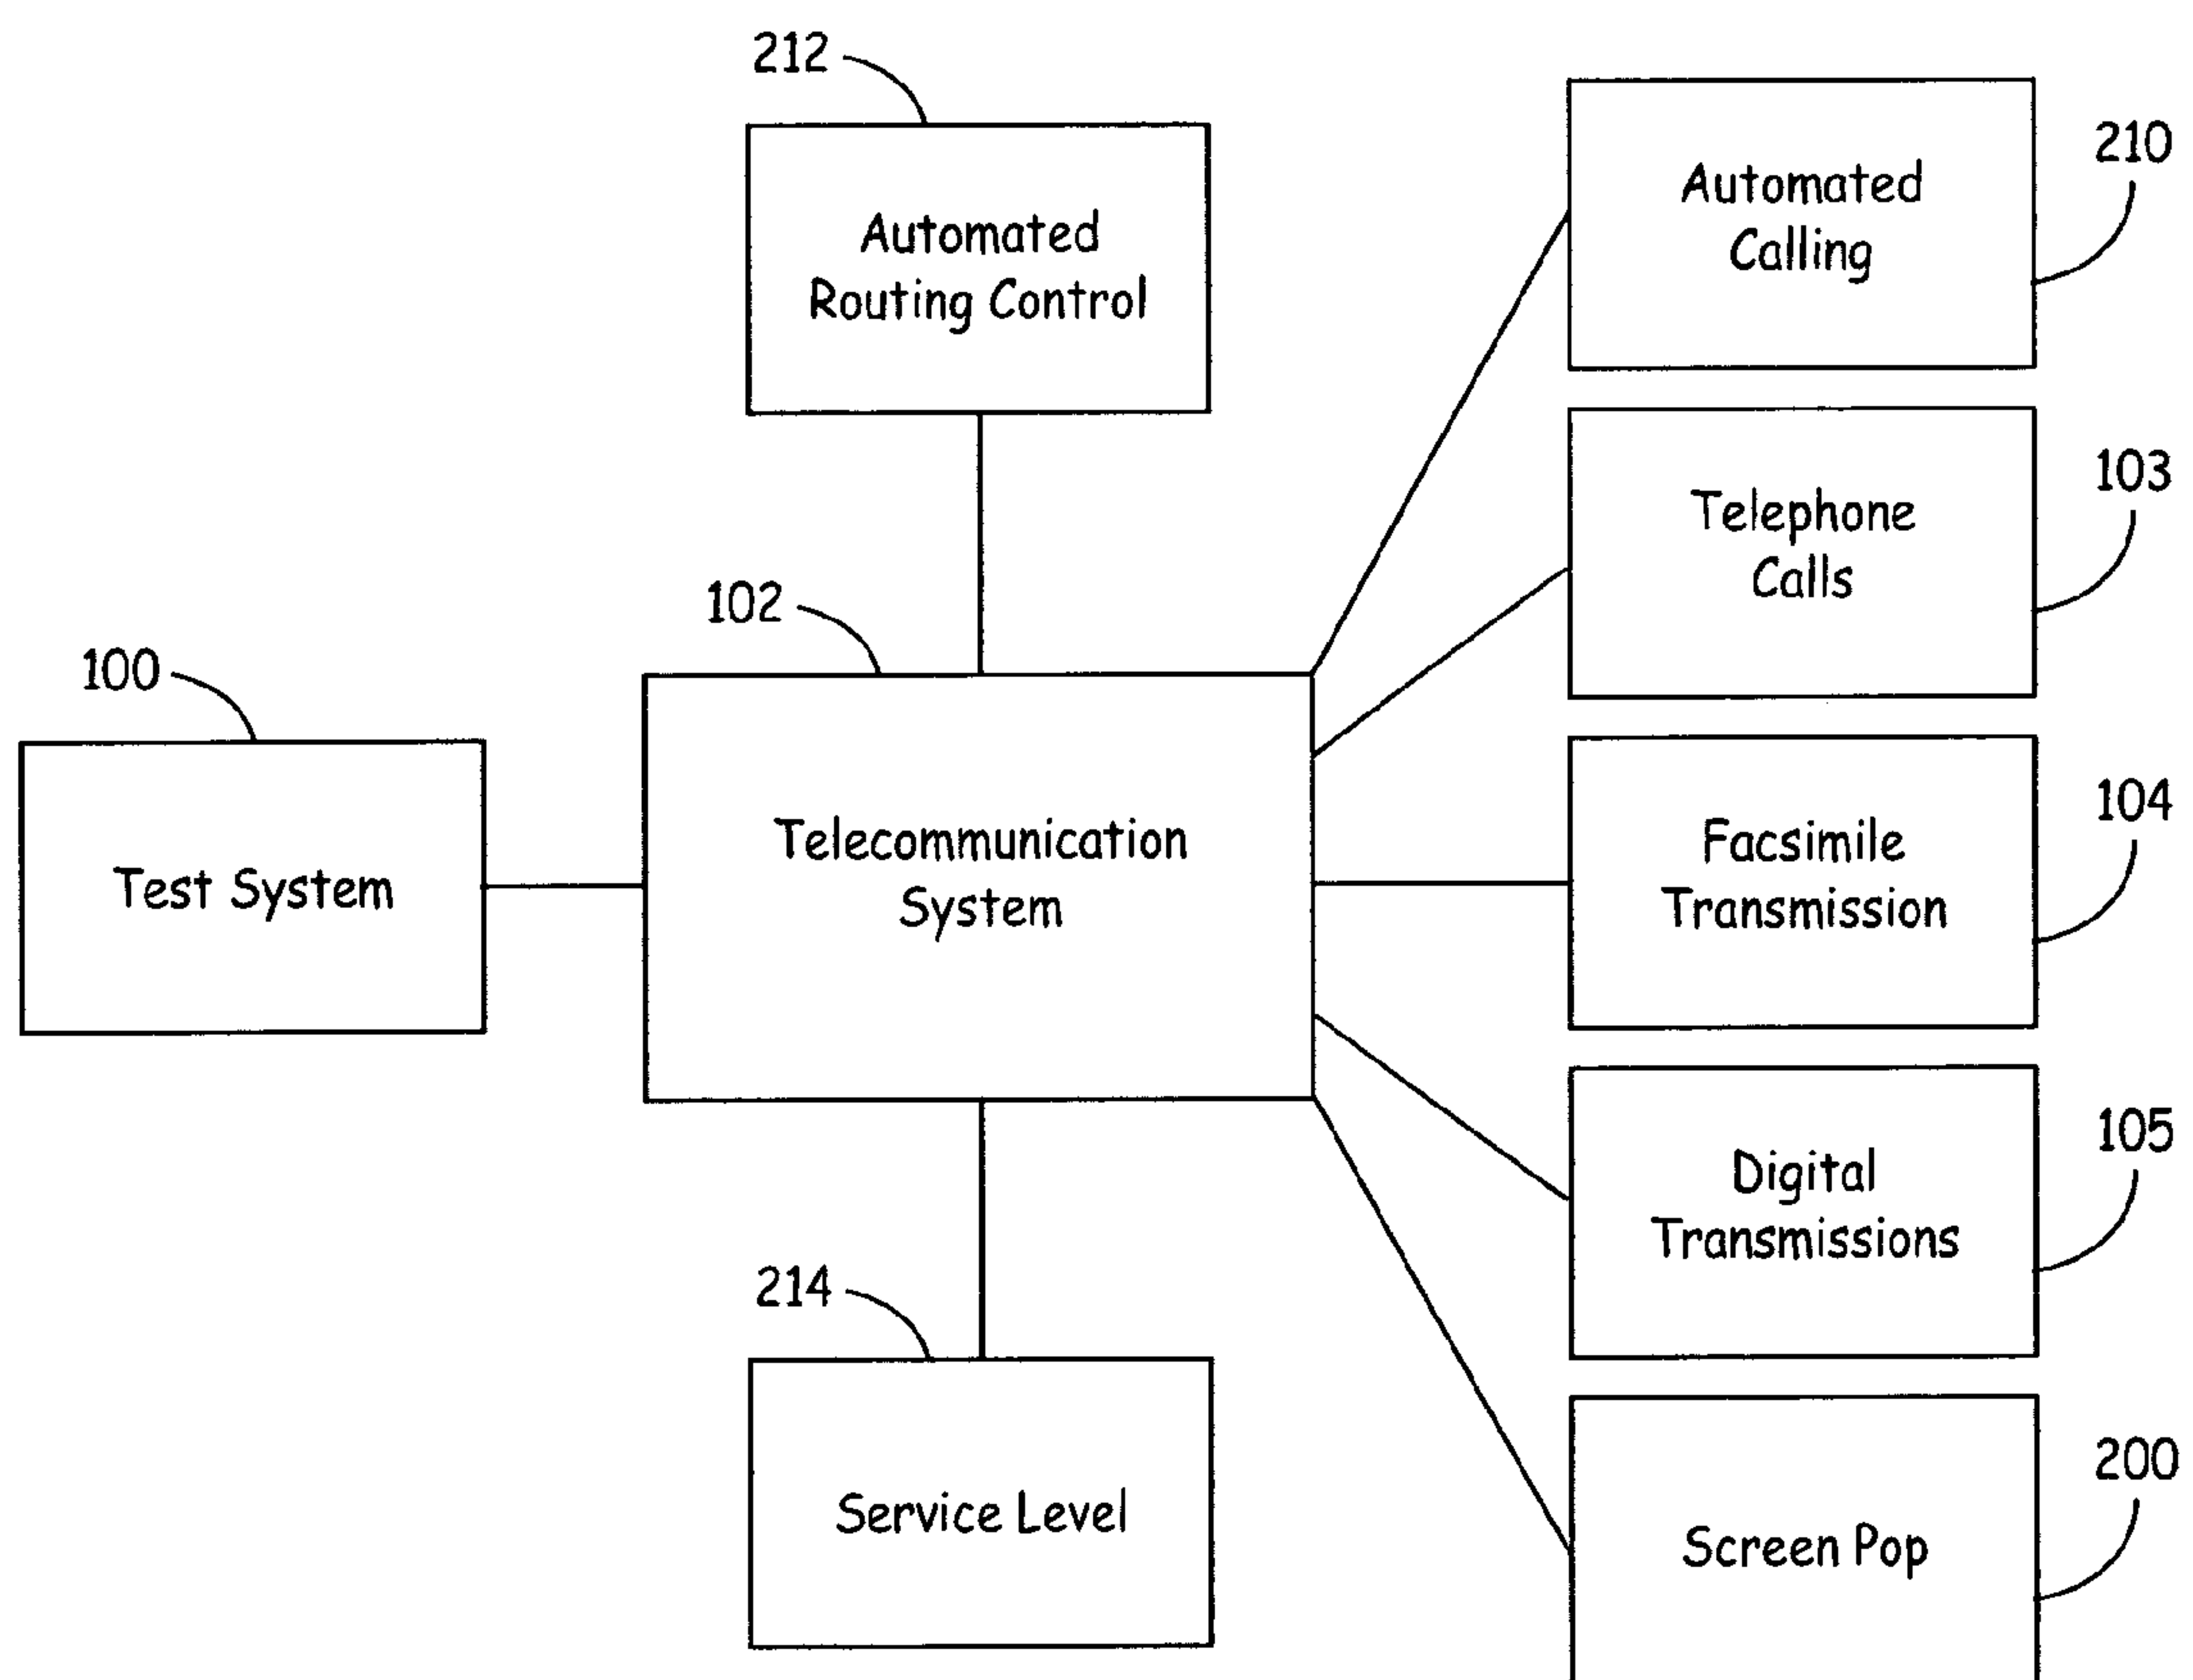 212
Automated
Routing Control
210
Automated
Calling
103
Telephone
Calls
102
Telecommunication
System
100
Test System
104
Facsimile
Transmission
105
Digital
Transmissions
214
Service Level
200
Screen Pop